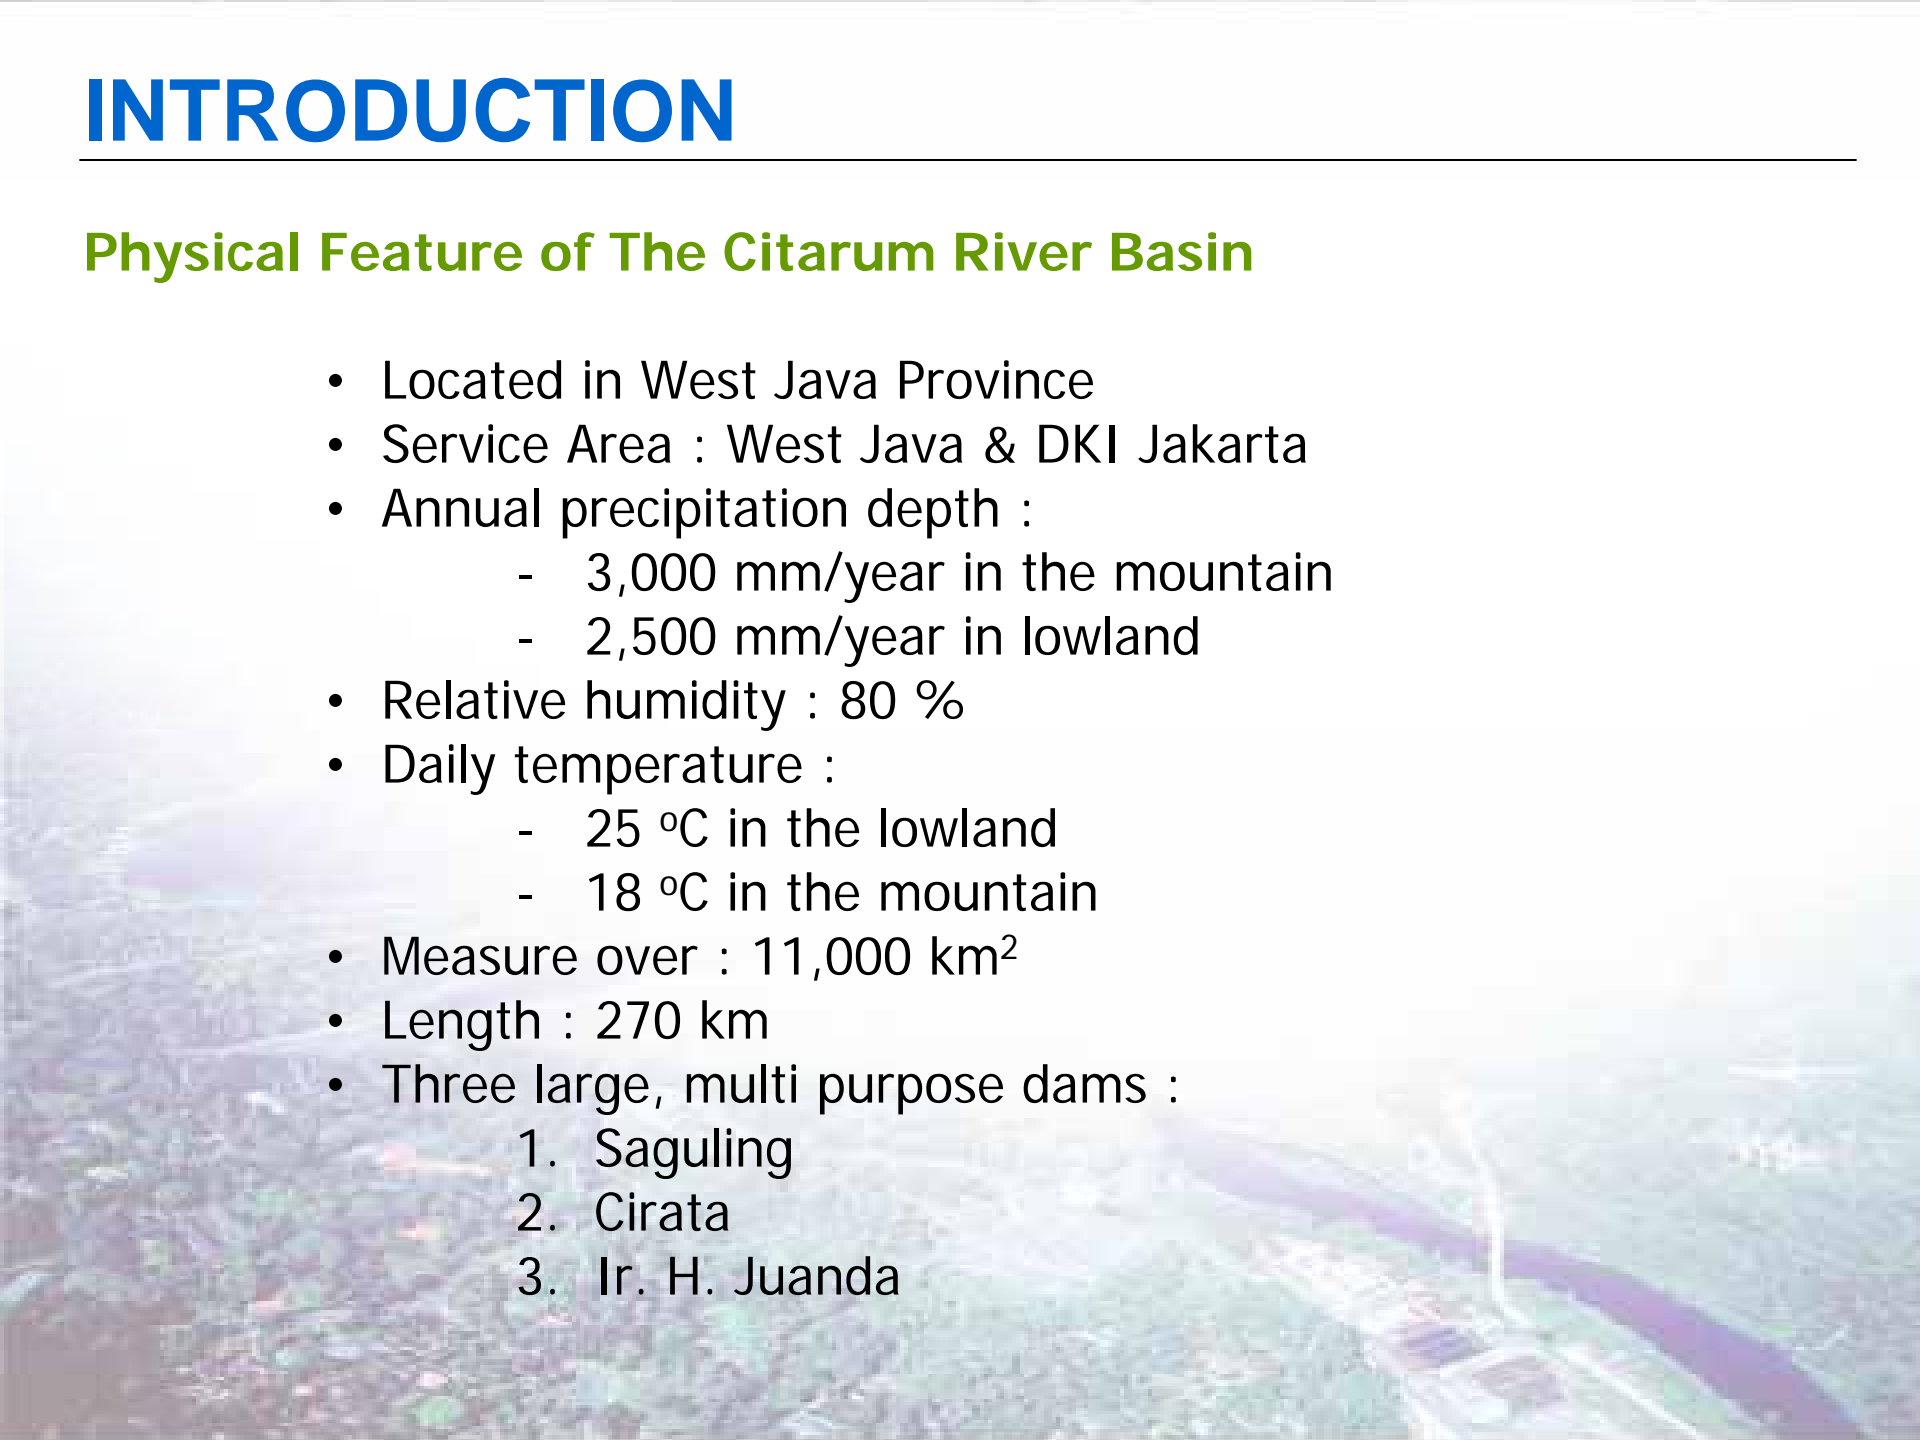 INTRODUCTION
Physical Feature of The Citarum River Basin
• Located in West Java Province
• Service Area : West Java & DKI Jakarta
• Annual precipitation depth :
- 3,000 mm/year in the mountain
- 2,500 mm/year in lowland
• Relative humidity : 80 %
• Daily temperature :
- 25 ºC in the lowland
- 18 ºC in the mountain
• Measure over : 11,000 km²
• Length : 270 km
• Three large, multi purpose dams :
1. Saguling
2. Cirata
3. Ir. H. Juanda